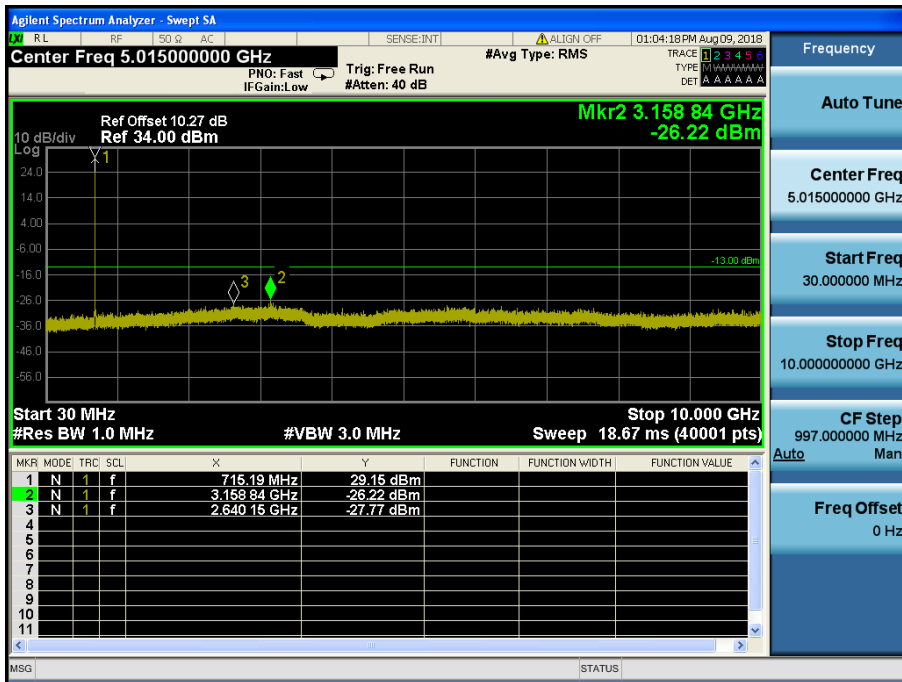 Agilent Spectrum Analyzer - Swept SA
LXI RL RF 50 Ω AC SENSE:INT ALIGN OFF 01:04:18PM Aug 09, 2018
Center Freq 5.015000000 GHz
PNO: Fast
IFGain:Low
Trig: Free Run
#Atten: 40 dB
#Avg Type: RMS
TRACE 1 2 3 4 5 6
TYPE M W W W W W
DET A A A A A A
Mkr2 3.158 84 GHz
-26.22 dBm
Ref Offset 10.27 dB
10 dB/div Ref 34.00 dBm
Log
24.0
14.0
4.00
-6.00
-16.0
-26.0
-36.0
-46.0
-56.0
1
3
2
-13.00 dBm
Start 30 MHz Stop 10.000 GHz
#Res BW 1.0 MHz #VBW 3.0 MHz Sweep 18.67 ms (40001 pts)
MKR MODE TRC SCL X Y FUNCTION FUNCTION WIDTH FUNCTION VALUE
1 N 1 f 715.19 MHz 29.15 dBm
2 N 1 f 3.158 84 GHz -26.22 dBm
3 N 1 f 2.640 15 GHz -27.77 dBm
4
5
6
7
8
9
10
11
MSG STATUS
Frequency
Auto Tune
Center Freq
5.015000000 GHz
Start Freq
30.000000 MHz
Stop Freq
10.000000000 GHz
CF Step
997.000000 MHz
Auto Man
Freq Offset
0 Hz